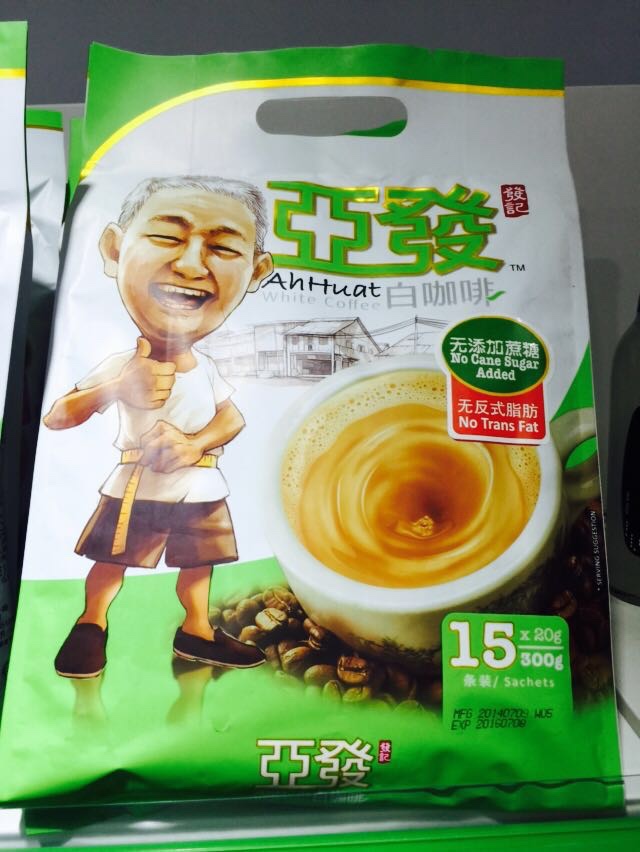 亞發
發記
TM
AhHuat
White Coffee 白咖啡
无添加蔗糖
No Cane Sugar
Added
无反式脂肪
No Trans Fat
* SERVING SUGGESTION
15 x 20g
300g
条装/ Sachets
MFG 20140709 W05
EXP 20160708
亞發
發記